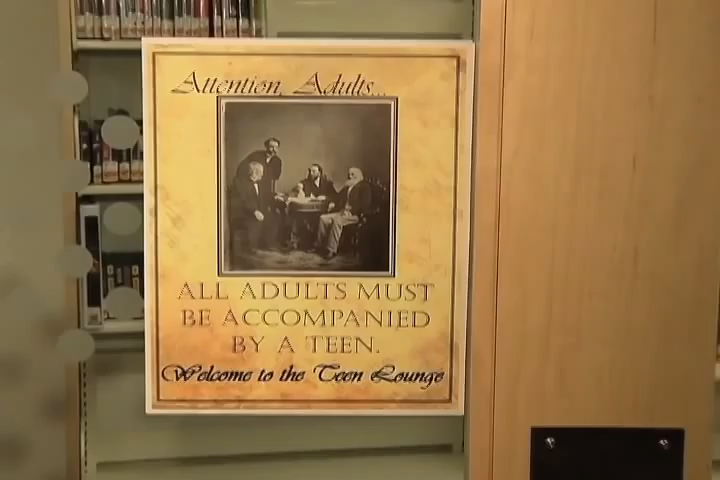 Attention, Adults...
ALL ADULTS MUST
BE ACCOMPANIED
BY A TEEN.
Welcome to the Teen Lounge